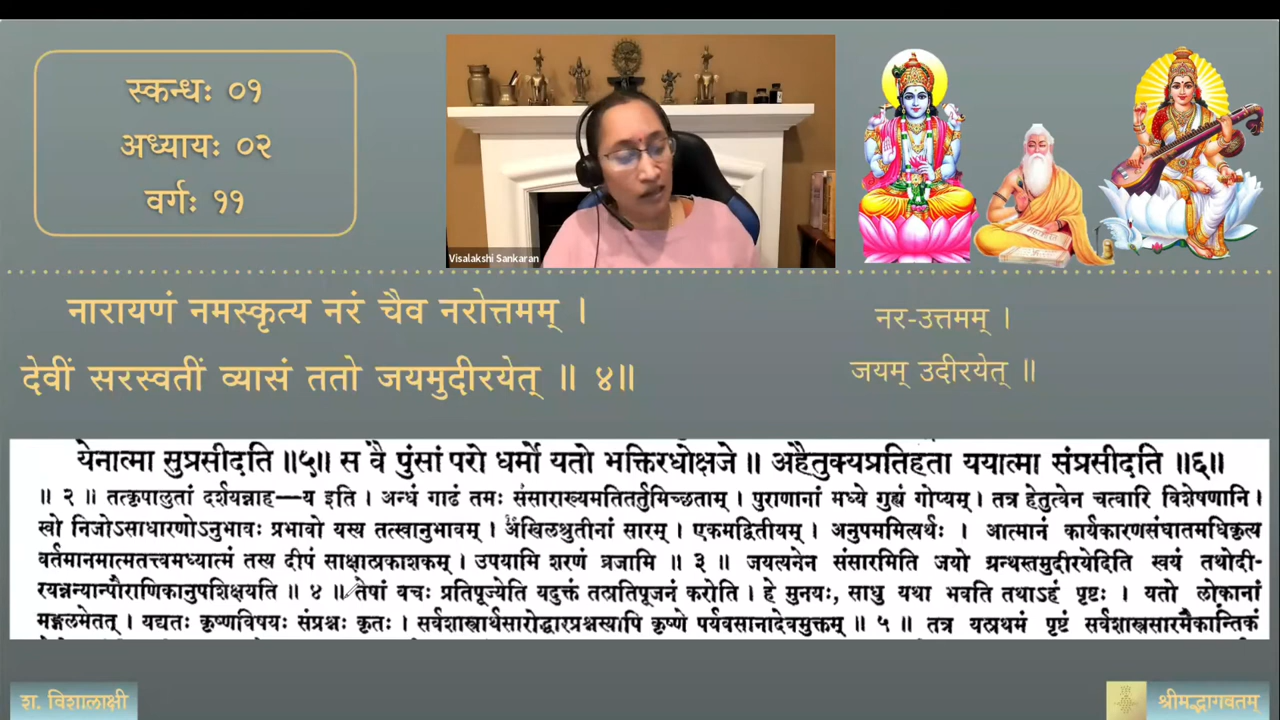 स्कन्धः ०१
अध्यायः ०२
वर्गः ११
Visalakshi Sankaran
नारायणं नमस्कृत्य नरं चैव नरोत्तमम् ।
देवीं सरस्वतीं व्यासं ततो जयमुदीरयेत् ॥ ४॥
नर-उत्तमम् ।
जयम् उदीरयेत् ॥
येनात्मा सुप्रसीदति ॥५॥ स वै पुंसां परो धर्मो यतो भक्तिरधोक्षजे ॥ अहैतुक्यप्रतिहता ययात्मा संप्रसीदति ॥६॥
॥ २ ॥ तत्कृपालुतां दर्शयन्नाह—य इति । अन्धं गाढं तमः संसाराख्यमतितर्तुमिच्छताम् । पुराणानां मध्ये गुह्यं गोप्यम् । तत्र हेतुत्वेन चत्वारि विशेषणानि ।
स्वो निजोऽसाधारणोऽनुभावः प्रभावो यस्य तत्स्वानुभावम् । अखिलश्रुतीनां सारम् । एकमद्वितीयम् । अनुपममित्यर्थः । आत्मानं कार्यकारणसंघातमधिकृत्य
वर्तमानमात्मतत्त्वमध्यात्मं तस्य दीपं साक्षात्प्रकाशकम् । उपयामि शरणं व्रजामि ॥ ३ ॥ जयत्यनेन संसारमिति जयो ग्रन्थस्तमुदीरयेदिति स्वयं तथोदी-
रयन्नन्यान्पौराणिकानुपशिक्षयति ॥ ४ ॥ तेषां वचः प्रतिपूज्येति यदुक्तं तत्प्रतिपूजनं करोति । हे मुनयः, साधु यथा भवति तथाऽहं पृष्टः । यतो लोकानां
मङ्गलमेतत् । यद्यतः कृष्णविषयः संप्रश्नः कृतः । सर्वशास्त्रार्थसारोद्धारप्रश्नस्यापि कृष्णे पर्यवसानादेवमुक्तम् ॥ ५ ॥ तत्र यत्प्रथमं पृष्टं सर्वशास्त्रसारमैकान्तिकं
श. विशालाक्षी
श्रीमद्भागवतम्